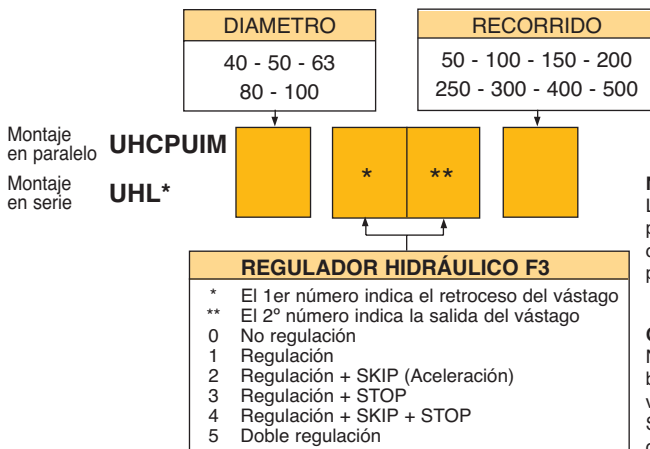 DIAMETRO
40 - 50 - 63
80 - 100
RECORRIDO
50 - 100 - 150 - 200
250 - 300 - 400 - 500
Montaje
en paralelo UHCPUIM
Montaje
en serie UHL*
* **
REGULADOR HIDRÁULICO F3
* El 1er número indica el retroceso del vástago
** El 2º número indica la salida del vástago
0 No regulación
1 Regulación
2 Regulación + SKIP (Aceleración)
3 Regulación + STOP
4 Regulación + SKIP + STOP
5 Doble regulación